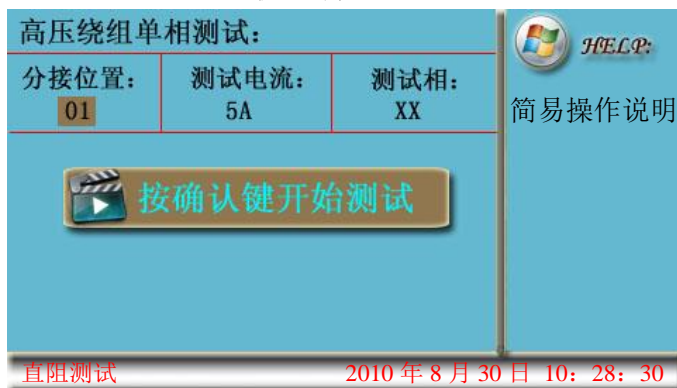 高压绕组单相测试：
HELP:
分接位置： 测试电流： 测试相：
01 5A XX
简易操作说明
按确认键开始测试
直阻测试 2010 年 8 月 30 日 10：28：30